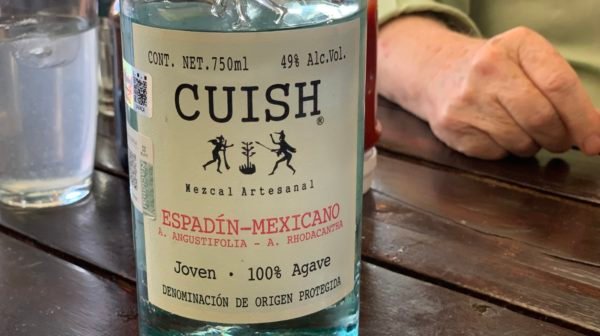 CONT. NET.750ml 49% Alc.Vol.
CUISH®
Mezcal Artesanal
ESPADÍN-MEXICANO
A. ANGUSTIFOLIA - A. RHODACANTHA
Joven · 100% Agave
DENOMINACIÓN DE ORIGEN PROTEGIDA